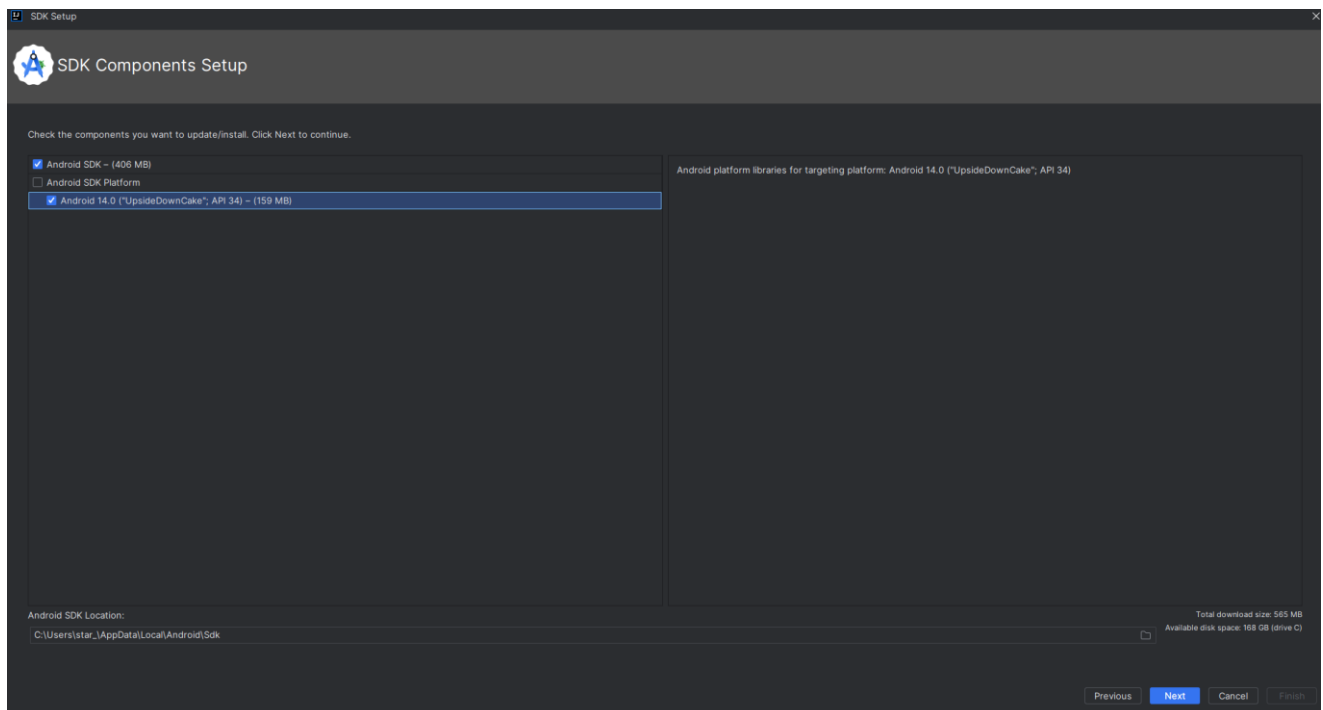 SDK Setup
SDK Components Setup
Check the components you want to update/install. Click Next to continue.
Android SDK – (406 MB)
Android SDK Platform
Android 14.0 ("UpsideDownCake"; API 34) – (159 MB)
Android platform libraries for targeting platform: Android 14.0 ("UpsideDownCake"; API 34)
Android SDK Location:
C:\Users\star_\AppData\Local\Android\Sdk
Total download size: 565 MB
Available disk space: 168 GB (drive C)
Previous
Next
Cancel
Finish